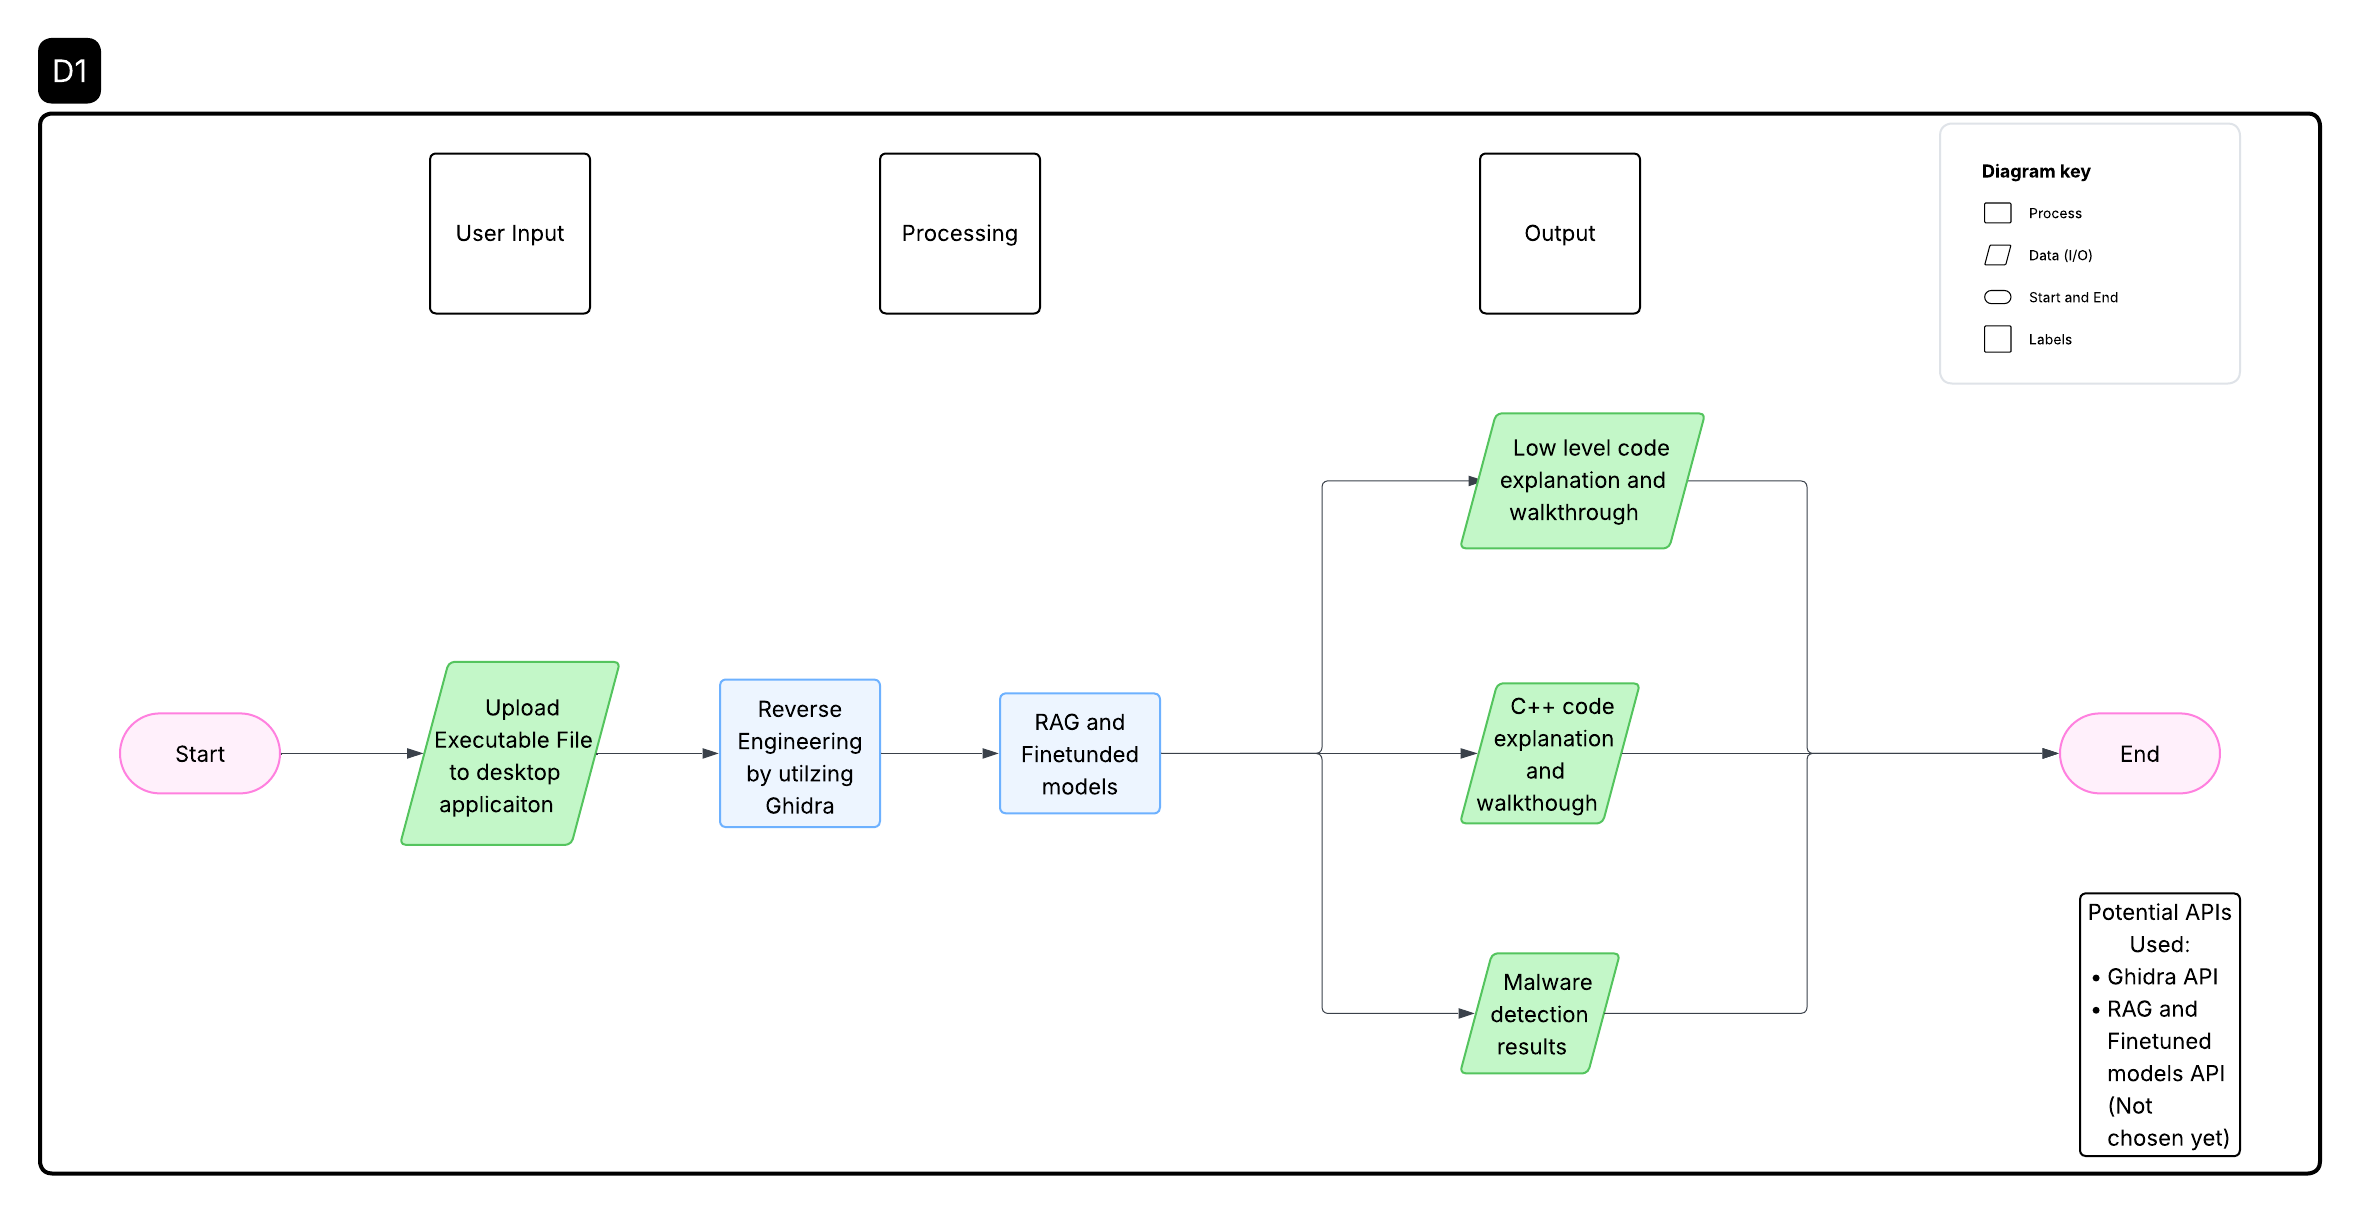 D1
User Input
Processing
Output
Diagram key
Process
Data (I/O)
Start and End
Labels
Low level code
explanation and
walkthrough
Start
Upload
Executable File
to desktop
applicaiton
Reverse
Engineering
by utilzing
Ghidra
RAG and
Finetunded
models
C++ code
explanation
and
walkthough
End
Malware
detection
results
Potential APIs
Used:
• Ghidra API
• RAG and
Finetuned
models API
(Not
chosen yet)